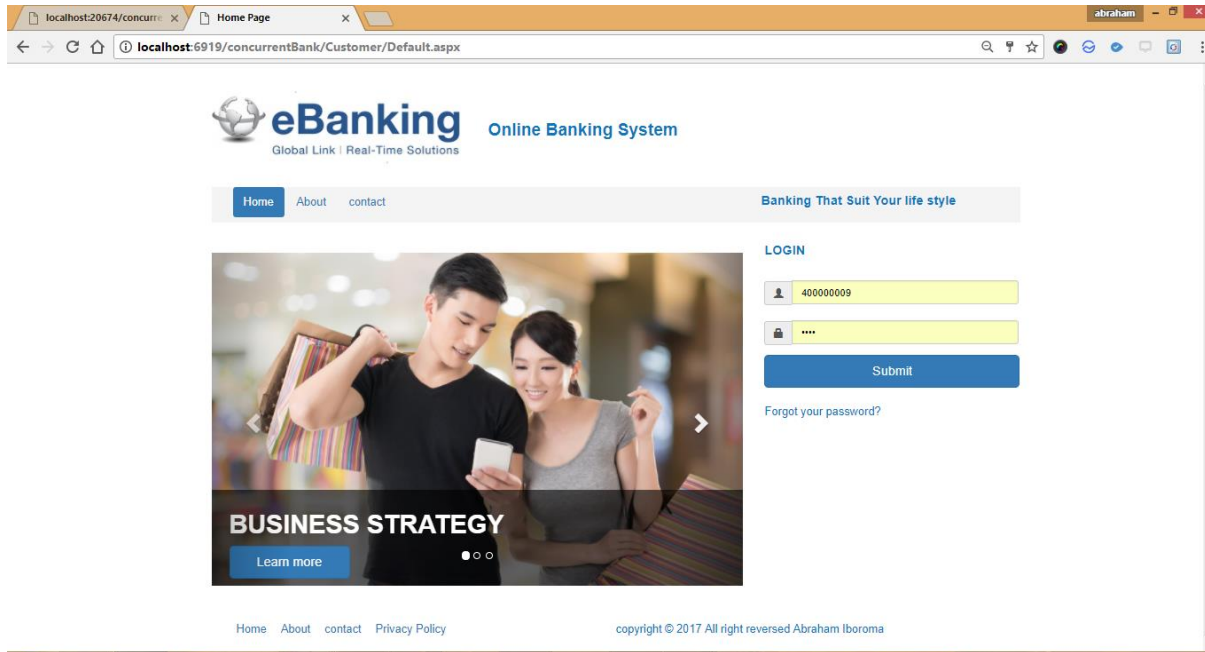 localhost:20674/concurre
Home Page
abraham
localhost:6919/concurrentBank/Customer/Default.aspx
eBanking
Global Link | Real-Time Solutions
Online Banking System
Home About contact
Banking That Suit Your life style
LOGIN
400000009
••••
Submit
Forgot your password?
BUSINESS STRATEGY
Learn more
Home About contact Privacy Policy
copyright © 2017 All right reversed Abraham Iboroma